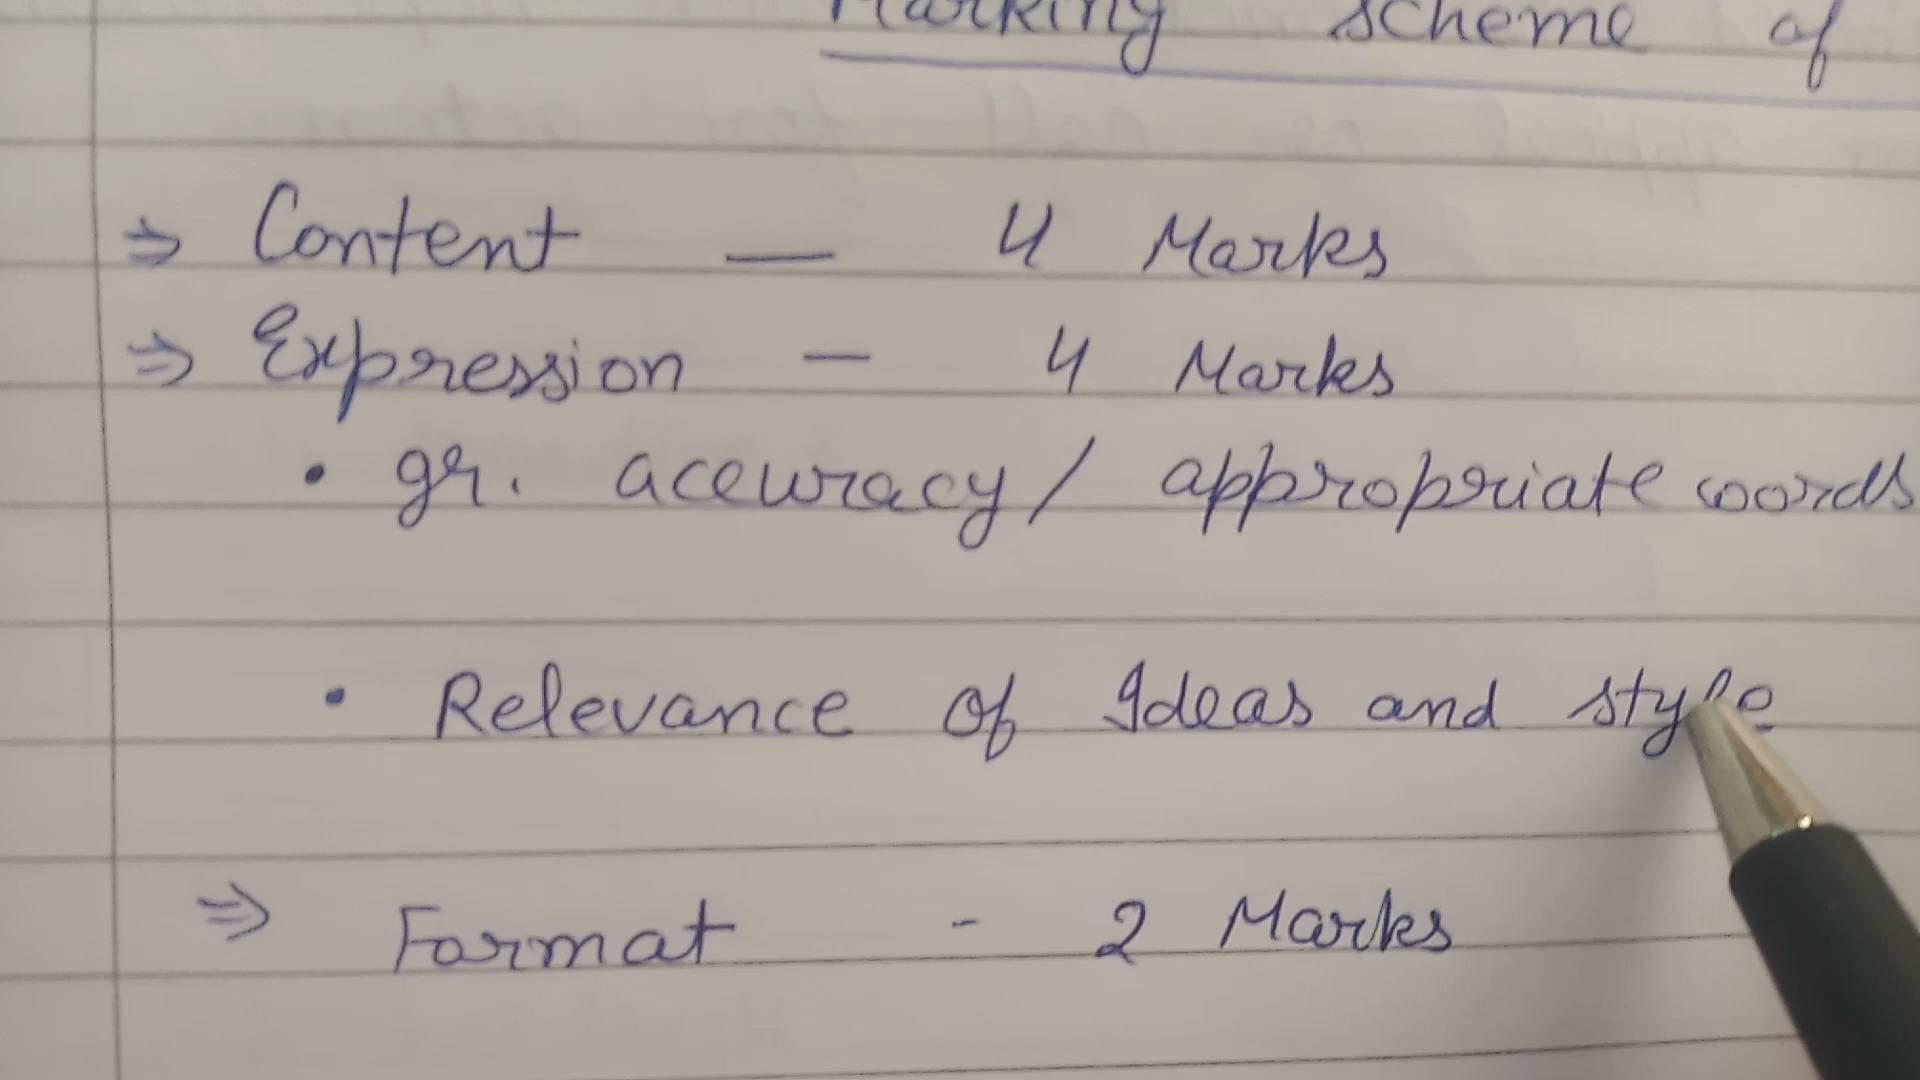 Marking scheme of
⇒ Content — 4 Marks
⇒ Expression — 4 Marks
• gr. accuracy / appropriate words
• Relevance of Ideas and style
⇒ Format - 2 Marks